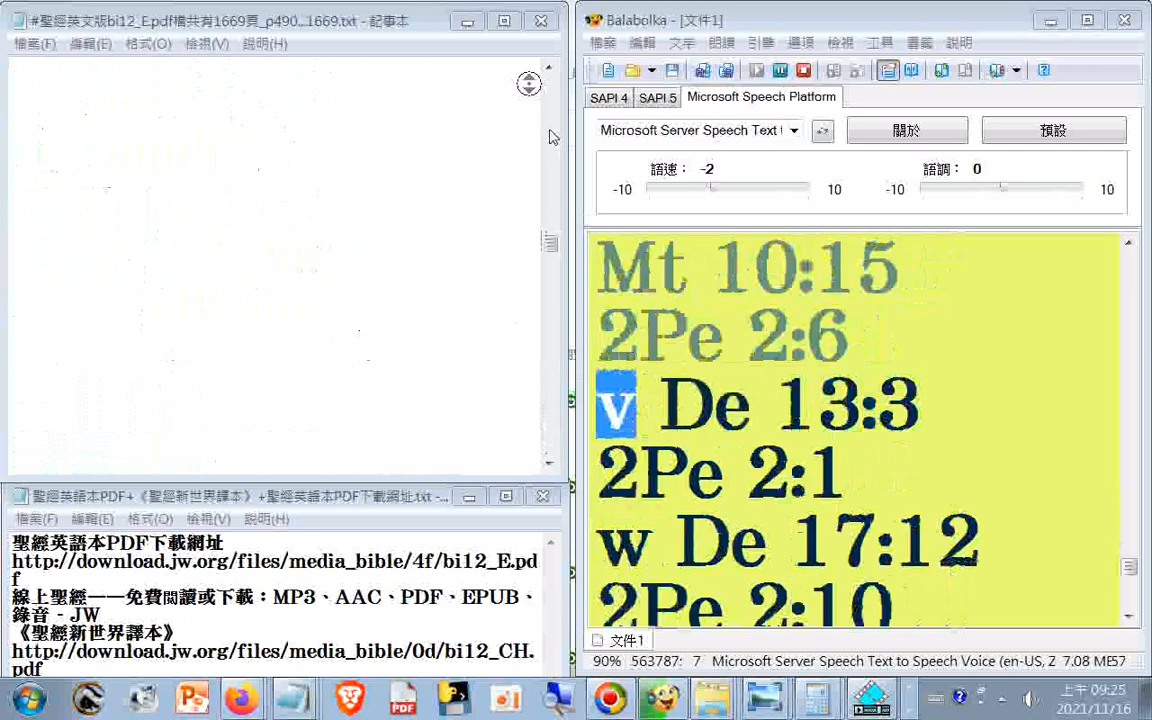 #聖經英文版bi12_E.pdf檔共有1669頁_p490...1669.txt - 記事本
檔案(F) 編輯(E) 格式(O) 檢視(V) 說明(H)
聖經英語本PDF+《聖經新世界譯本》+聖經英語本PDF下載網址.txt -...
檔案(F) 編輯(E) 格式(O) 檢視(V) 說明(H)
聖經英語本PDF下載網址
http://download.jw.org/files/media_bible/4f/bi12_E.pd
f
線上聖經——免費閱讀或下載：MP3、AAC、PDF、EPUB、
錄音 - JW
《聖經新世界譯本》
http://download.jw.org/files/media_bible/0d/bi12_CH.
pdf
Balabolka - [文件1]
檔案 編輯 文字 朗讀 引擎 選項 檢視 工具 書籤 說明
SAPI 4 SAPI 5 Microsoft Speech Platform
Microsoft Server Speech Text 關於 預設
語速： -2 語調： 0
-10 10 -10 10
Mt 10:15
2Pe 2:6
v De 13:3
2Pe 2:1
w De 17:12
2Pe 2:10
文件1
90% 563787: 7 Microsoft Server Speech Text to Speech Voice (en-US, Z 7.08 ME57
上午 09:25
2021/11/16